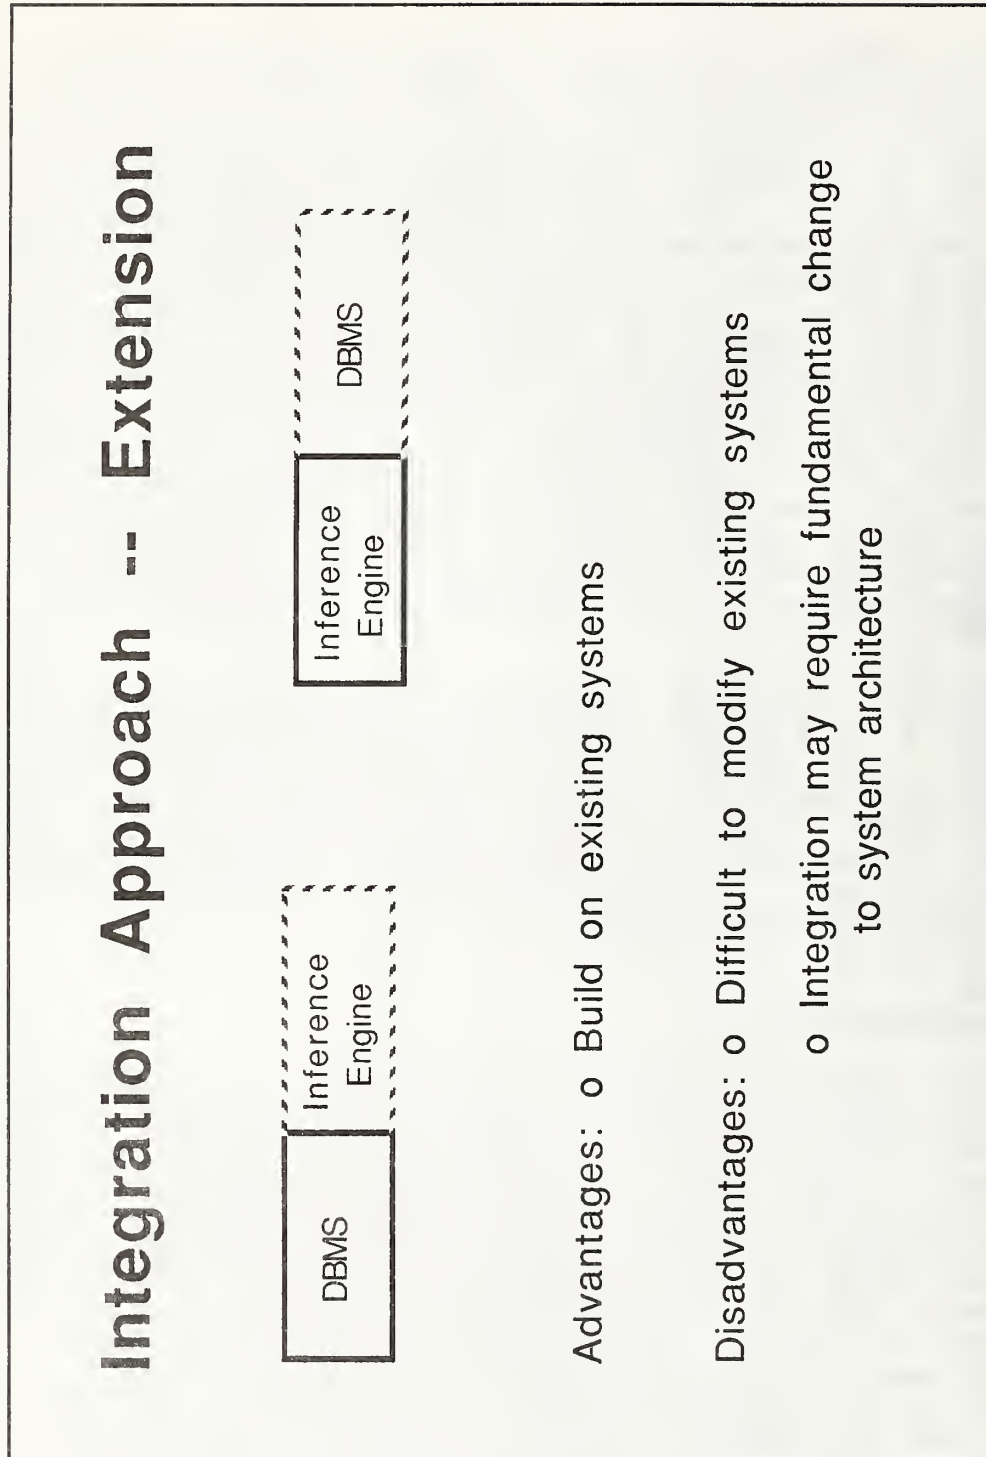 Integration Approach -- Extension
DBMS
Inference
Engine
Inference
Engine
DBMS
Advantages: o Build on existing systems
Disadvantages: o Difficult to modify existing systems
o Integration may require fundamental change
to system architecture